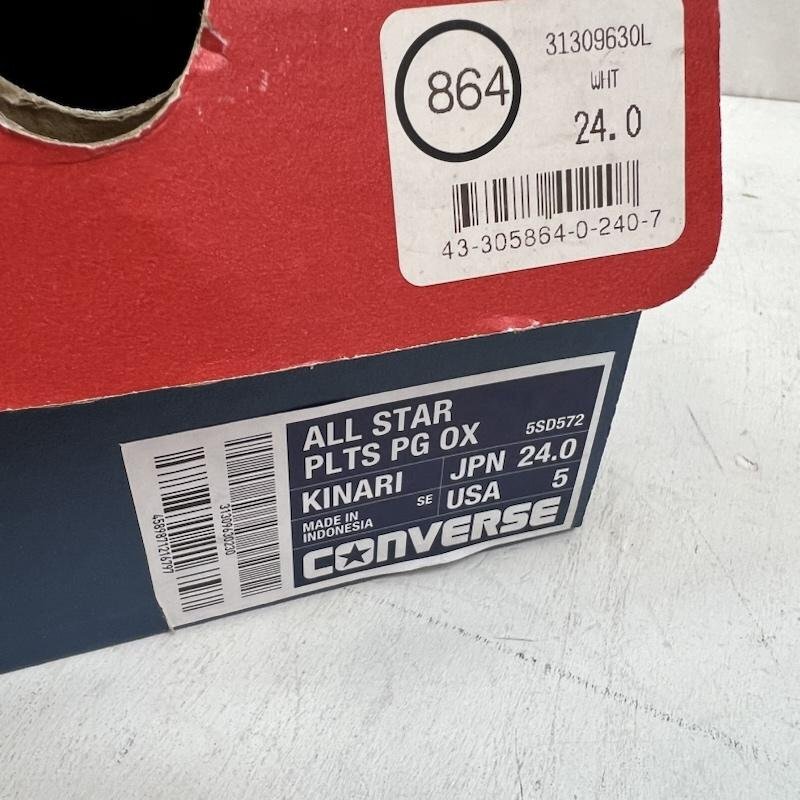 864
31309630L
WHT
24.0
43-305864-0-240-7
ALL STAR
PLTS PG OX
5SD572
KINARI
SE
JPN 24.0
USA 5
MADE IN
INDONESIA
CONVERSE
31309630230